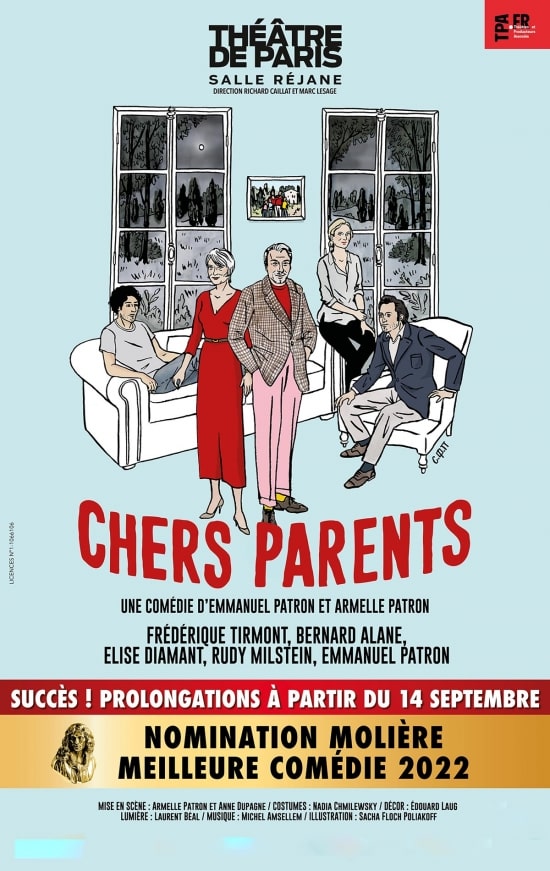 THÉÂTRE
DE PARIS
SALLE RÉJANE
DIRECTION RICHARD CAILLAT ET MARC LESAGE
TPA
.FR
CHERS PARENTS
UNE COMÉDIE D'EMMANUEL PATRON ET ARMELLE PATRON
FRÉDÉRIQUE TIRMONT, BERNARD ALANE,
ELISE DIAMANT, RUDY MILSTEIN, EMMANUEL PATRON
LICENCES N°1-1066106
SUCCÈS ! PROLONGATIONS À PARTIR DU 14 SEPTEMBRE
NOMINATION MOLIÈRE
MEILLEURE COMÉDIE 2022
MISE EN SCÈNE : ARMELLE PATRON ET ANNE DUPAGNE / COSTUMES : NADIA CHMILEWSKY / DÉCOR : ÉDOUARD LAUG
LUMIÈRE : LAURENT BEAL / MUSIQUE : MICHEL AMSELLEM / ILLUSTRATION : SACHA FLOCH POLIAKOFF